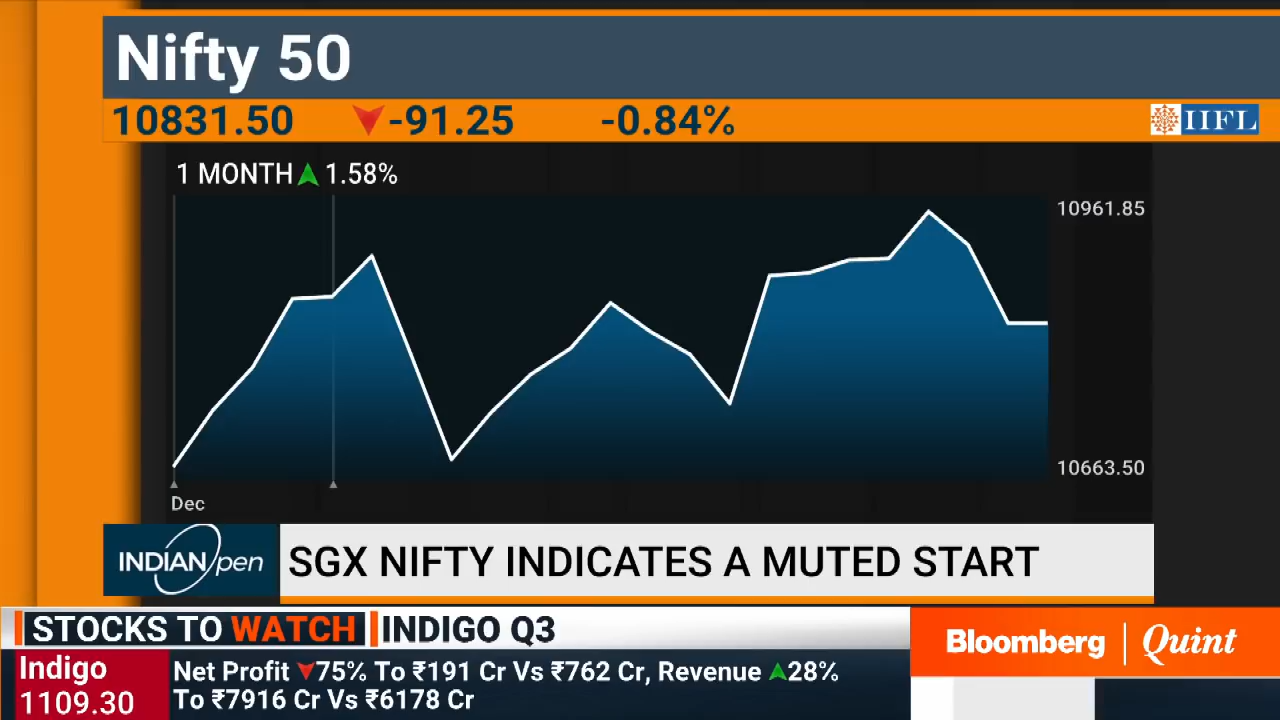 Nifty 50
10831.50 -91.25 -0.84%
IIFL
1 MONTH 1.58%
10961.85
10663.50
Dec
INDIAN Open
SGX NIFTY INDICATES A MUTED START
STOCKS TO WATCH INDIGO Q3
Bloomberg | Quint
Indigo
1109.30
Net Profit 75% To ₹191 Cr Vs ₹762 Cr, Revenue 28%
To ₹7916 Cr Vs ₹6178 Cr